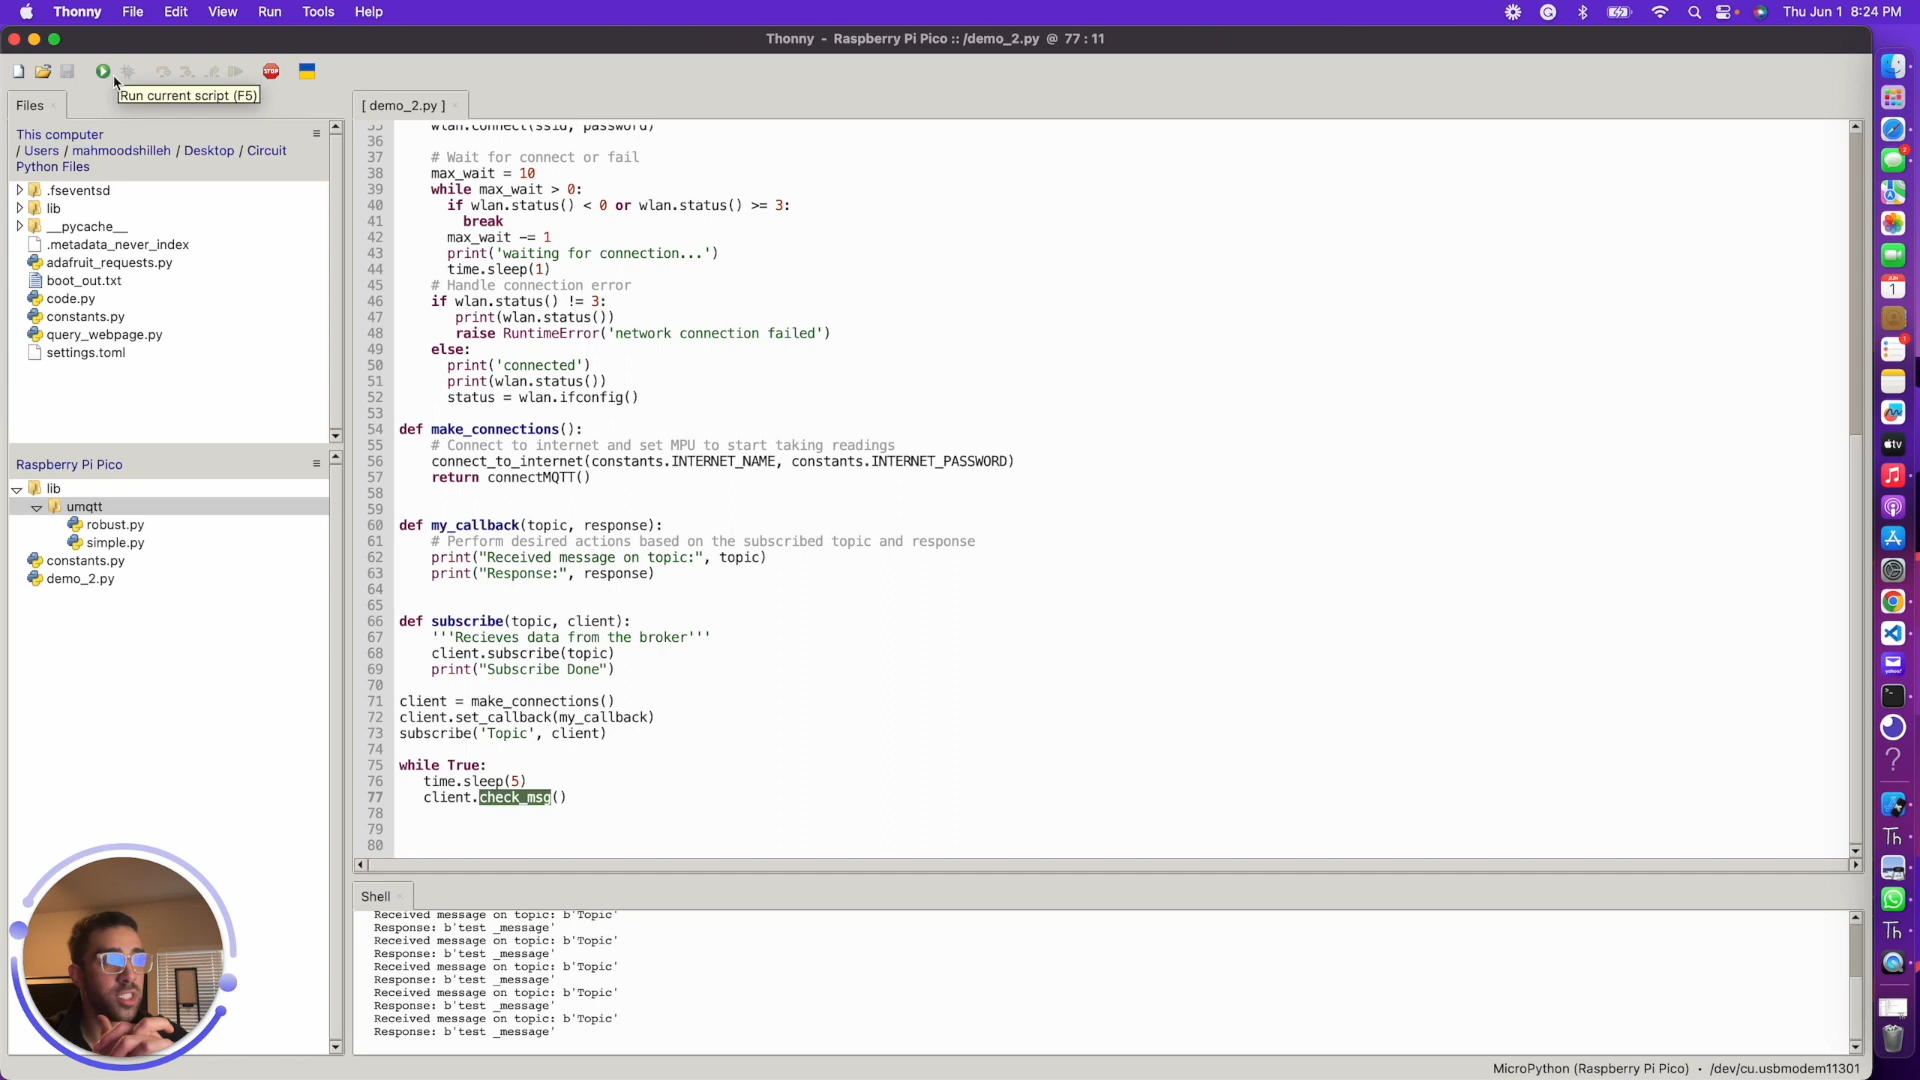 Thonny File Edit View Run Tools Help
Thu Jun 1 8:24 PM
Thonny - Raspberry Pi Pico :: /demo_2.py @ 77 : 11
STOP
Run current script (F5)
Files
This computer
/ Users / mahmoodshilleh / Desktop / Circuit
Python Files
.fseventsd
lib
__pycache__
.metadata_never_index
adafruit_requests.py
boot_out.txt
code.py
constants.py
query_webpage.py
settings.toml
Raspberry Pi Pico
lib
umqtt
robust.py
simple.py
constants.py
demo_2.py
[ demo_2.py ]
35 wlan.connect(ssid, password)
36
37 # Wait for connect or fail
38 max_wait = 10
39 while max_wait > 0:
40 if wlan.status() < 0 or wlan.status() >= 3:
41 break
42 max_wait -= 1
43 print('waiting for connection...')
44 time.sleep(1)
45 # Handle connection error
46 if wlan.status() != 3:
47 print(wlan.status())
48 raise RuntimeError('network connection failed')
49 else:
50 print('connected')
51 print(wlan.status())
52 status = wlan.ifconfig()
53
54 def make_connections():
55 # Connect to internet and set MPU to start taking readings
56 connect_to_internet(constants.INTERNET_NAME, constants.INTERNET_PASSWORD)
57 return connectMQTT()
58
59
60 def my_callback(topic, response):
61 # Perform desired actions based on the subscribed topic and response
62 print("Received message on topic:", topic)
63 print("Response:", response)
64
65
66 def subscribe(topic, client):
67 '''Recieves data from the broker'''
68 client.subscribe(topic)
69 print("Subscribe Done")
70
71 client = make_connections()
72 client.set_callback(my_callback)
73 subscribe('Topic', client)
74
75 while True:
76 time.sleep(5)
77 client.check_msg()
78
79
80
Shell
Received message on topic: b'Topic'
Response: b'test _message'
Received message on topic: b'Topic'
Response: b'test _message'
Received message on topic: b'Topic'
Response: b'test _message'
Received message on topic: b'Topic'
Response: b'test _message'
Received message on topic: b'Topic'
Response: b'test _message'
MicroPython (Raspberry Pi Pico) • /dev/cu.usbmodem11301